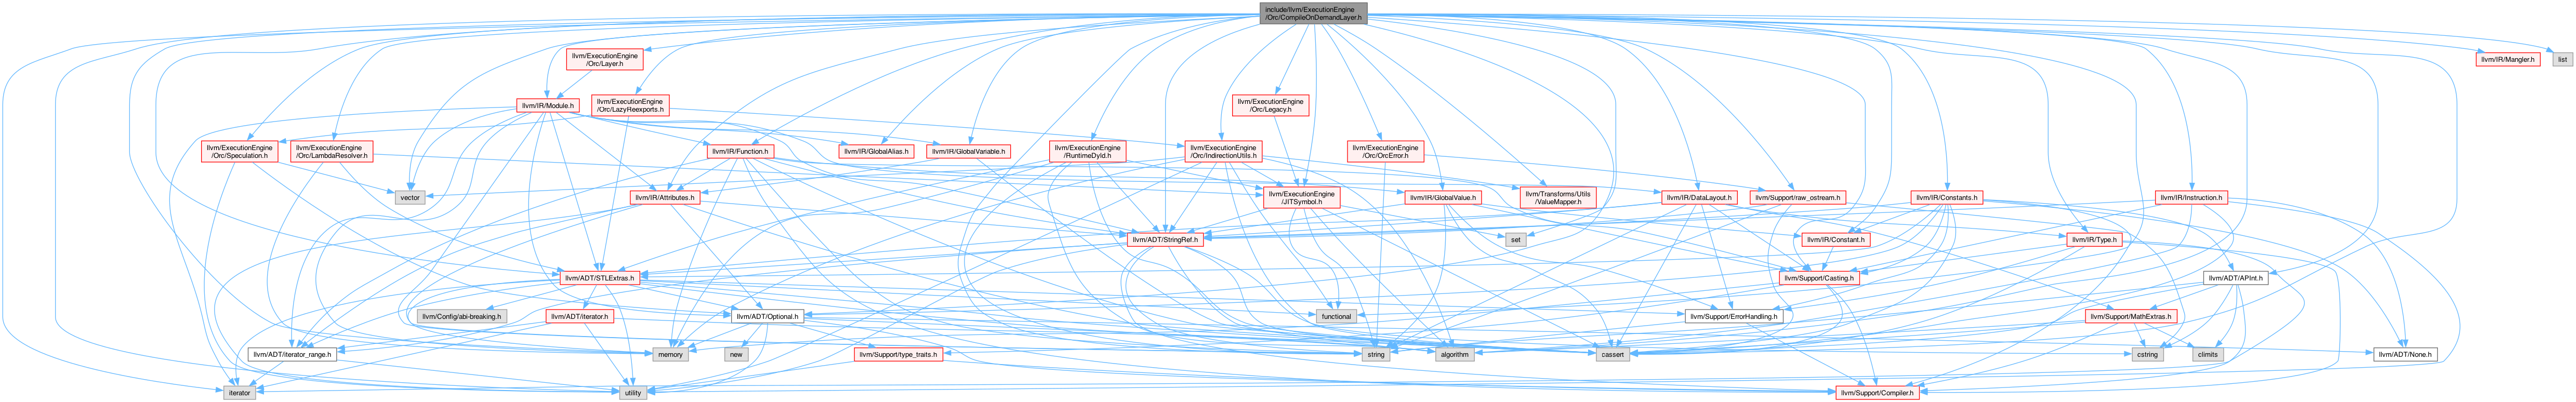 include/llvm/ExecutionEngine
/Orc/CompileOnDemandLayer.h
llvm/ExecutionEngine
/Orc/Layer.h
llvm/IR/Mangler.h
list
llvm/IR/Module.h
llvm/ExecutionEngine
/Orc/LazyReexports.h
llvm/ExecutionEngine
/Orc/Legacy.h
llvm/ExecutionEngine
/Orc/Speculation.h
llvm/ExecutionEngine
/Orc/LambdaResolver.h
llvm/IR/Function.h
llvm/IR/GlobalAlias.h
llvm/IR/GlobalVariable.h
llvm/ExecutionEngine
/RuntimeDyld.h
llvm/ExecutionEngine
/Orc/IndirectionUtils.h
llvm/ExecutionEngine
/Orc/OrcError.h
vector
llvm/IR/Attributes.h
llvm/ExecutionEngine
/JITSymbol.h
llvm/IR/GlobalValue.h
llvm/Transforms/Utils
/ValueMapper.h
llvm/IR/DataLayout.h
llvm/Support/raw_ostream.h
llvm/IR/Constants.h
llvm/IR/Instruction.h
llvm/ADT/StringRef.h
set
llvm/IR/Constant.h
llvm/IR/Type.h
llvm/ADT/STLExtras.h
llvm/Support/Casting.h
llvm/ADT/APInt.h
llvm/Config/abi-breaking.h
llvm/ADT/iterator.h
llvm/ADT/Optional.h
functional
llvm/Support/ErrorHandling.h
llvm/Support/MathExtras.h
llvm/ADT/iterator_range.h
memory
new
llvm/Support/type_traits.h
string
algorithm
cassert
cstring
climits
llvm/ADT/None.h
iterator
utility
llvm/Support/Compiler.h